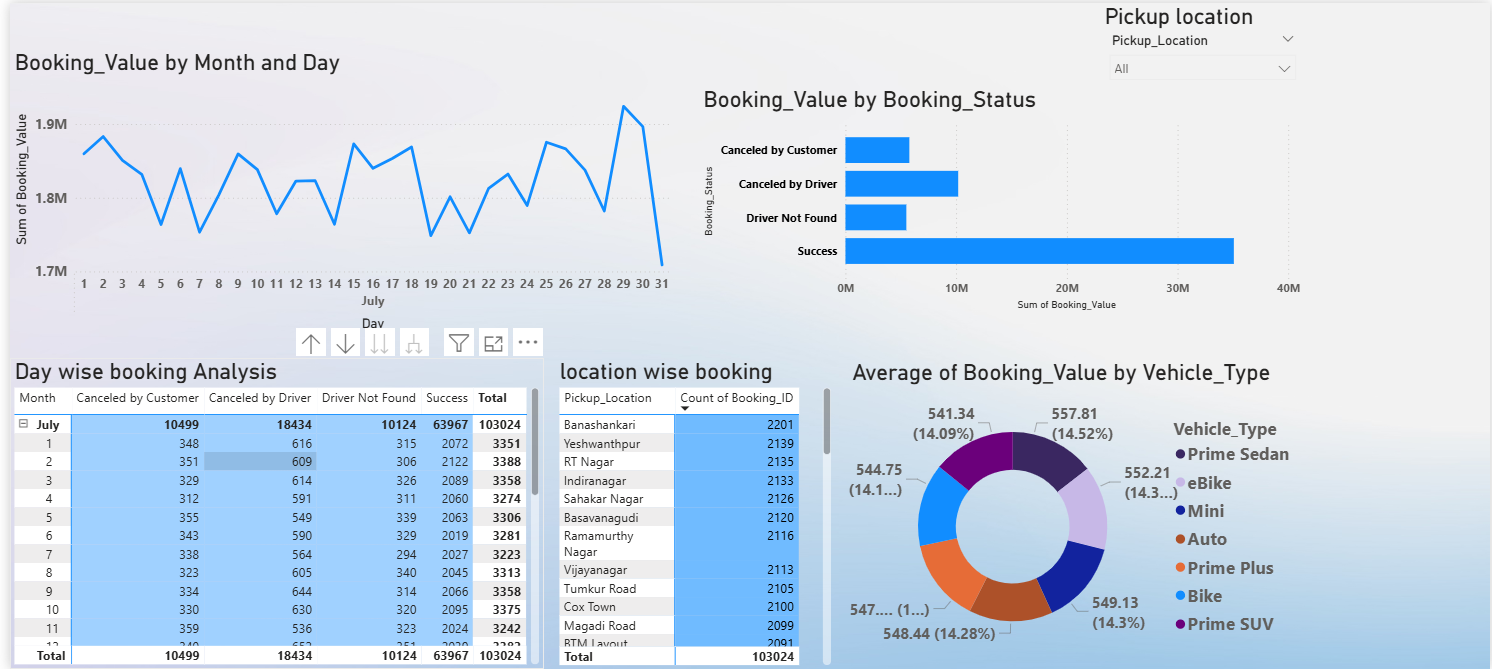 Pickup location
Pickup_Location
All
Booking_Value by Month and Day
Sum of Booking_Value
1.9M
1.8M
1.7M
1 2 3 4 5 6 7 8 9 10 11 12 13 14 15 16 17 18 19 20 21 22 23 24 25 26 27 28 29 30 31
July
Day
Booking_Value by Booking_Status
Booking_Status
Canceled by Customer
Canceled by Driver
Driver Not Found
Success
0M 10M 20M 30M 40M
Sum of Booking_Value
Day wise booking Analysis
Month Canceled by Customer Canceled by Driver Driver Not Found Success Total
July 10499 18434 10124 63967 103024
1 348 616 315 2072 3351
2 351 609 306 2122 3388
3 329 614 326 2089 3358
4 312 591 311 2060 3274
5 355 549 339 2063 3306
6 343 590 329 2019 3281
7 338 564 294 2027 3223
8 323 605 340 2045 3313
9 334 644 314 2066 3358
10 330 630 320 2095 3375
11 359 536 323 2024 3242
Total 10499 18434 10124 63967 103024
location wise booking
Pickup_Location Count of Booking_ID
Banashankari 2201
Yeshwanthpur 2139
RT Nagar 2135
Indiranagar 2133
Sahakar Nagar 2126
Basavanagudi 2120
Ramamurthy 2116
Nagar
Vijayanagar 2113
Tumkur Road 2105
Cox Town 2100
Magadi Road 2099
BTM Layout 2091
Total 103024
Average of Booking_Value by Vehicle_Type
541.34
(14.09%)
557.81
(14.52%)
544.75
(14.1...)
552.21
(14.3...)
547.... (1...)
548.44 (14.28%)
549.13
(14.3%)
Vehicle_Type
Prime Sedan
eBike
Mini
Auto
Prime Plus
Bike
Prime SUV